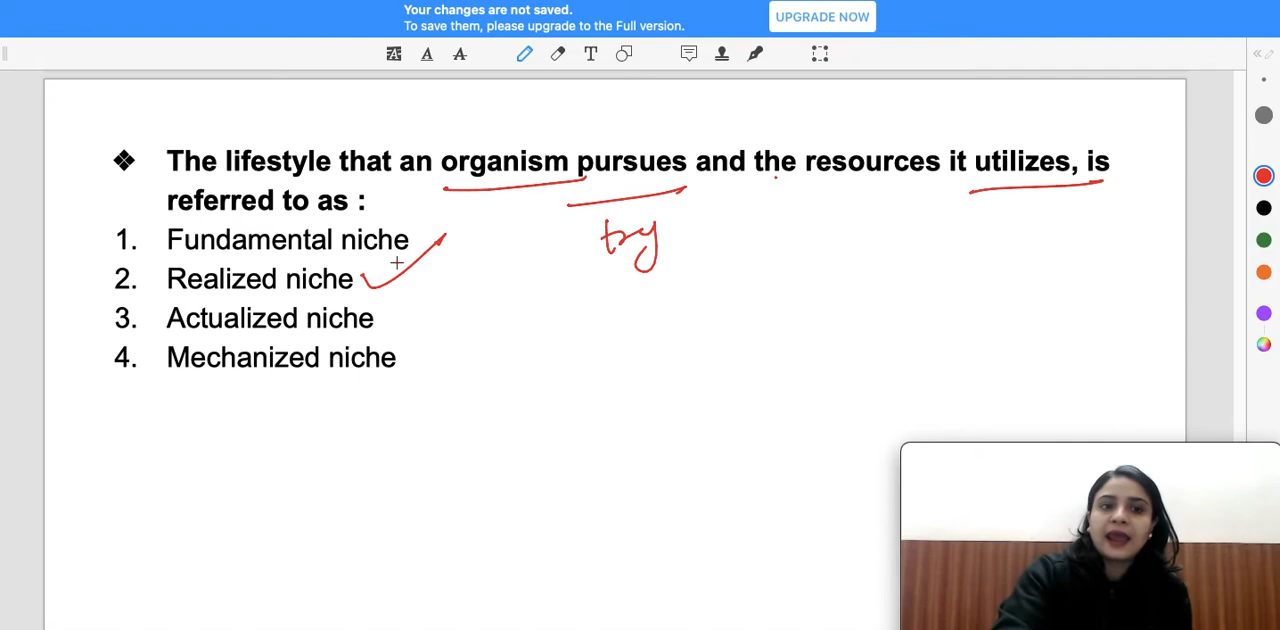 Your changes are not saved.
To save them, please upgrade to the Full version.
UPGRADE NOW
❖ The lifestyle that an organism pursues and the resources it utilizes, is
referred to as :
try
1. Fundamental niche
2. Realized niche
3. Actualized niche
4. Mechanized niche